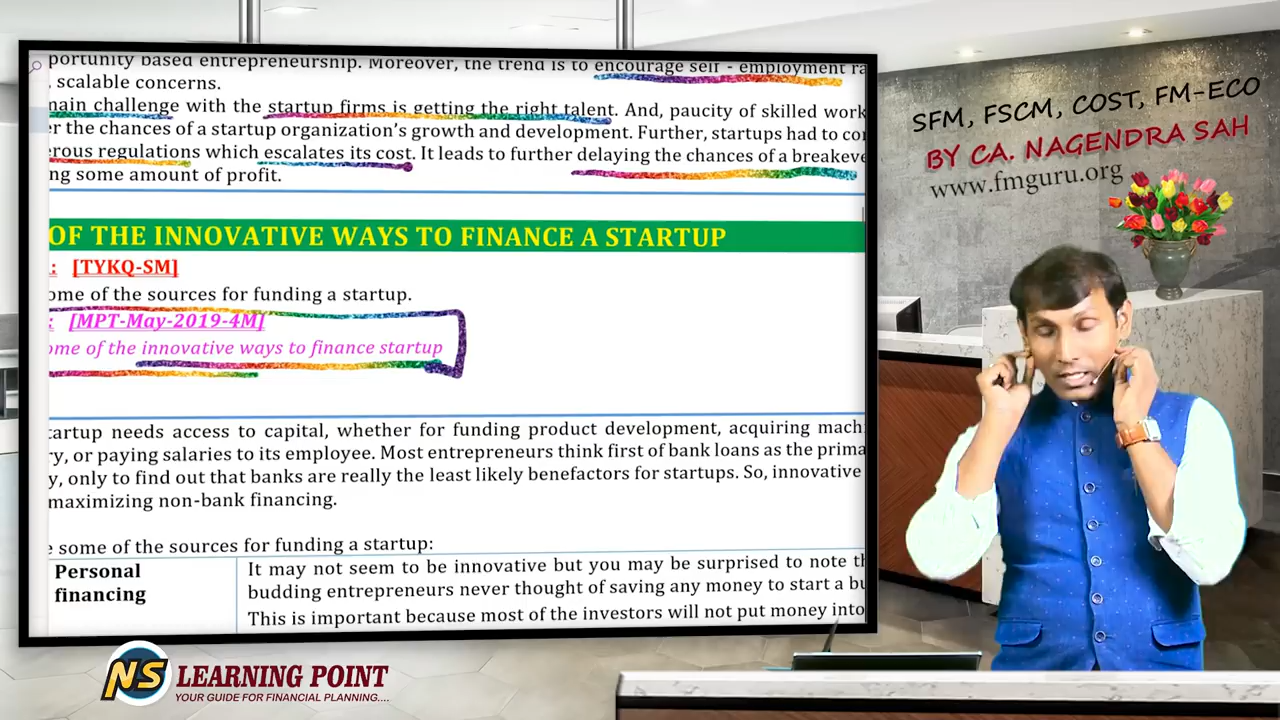 portunity based entrepreneurship. Moreover, the trend is to encourage self - employment ra
, scalable concerns.
nain challenge with the startup firms is getting the right talent. And, paucity of skilled work
er the chances of a startup organization's growth and development. Further, startups had to co
erous regulations which escalates its cost. It leads to further delaying the chances of a breakeve
ng some amount of profit.
OF THE INNOVATIVE WAYS TO FINANCE A STARTUP
: [TYKQ-SM]
ome of the sources for funding a startup.
: [MPT-May-2019-4M]
ome of the innovative ways to finance startup
tartup needs access to capital, whether for funding product development, acquiring mach
ry, or paying salaries to its employee. Most entrepreneurs think first of bank loans as the prima
y, only to find out that banks are really the least likely benefactors for startups. So, innovative
maximizing non-bank financing.
e some of the sources for funding a startup:
Personal financing
It may not seem to be innovative but you may be surprised to note th
budding entrepreneurs never thought of saving any money to start a bu
This is important because most of the investors will not put money into
SFM, FSCM, COST, FM-ECO
BY CA. NAGENDRA SAH
www.fmguru.org
NS LEARNING POINT
YOUR GUIDE FOR FINANCIAL PLANNING....